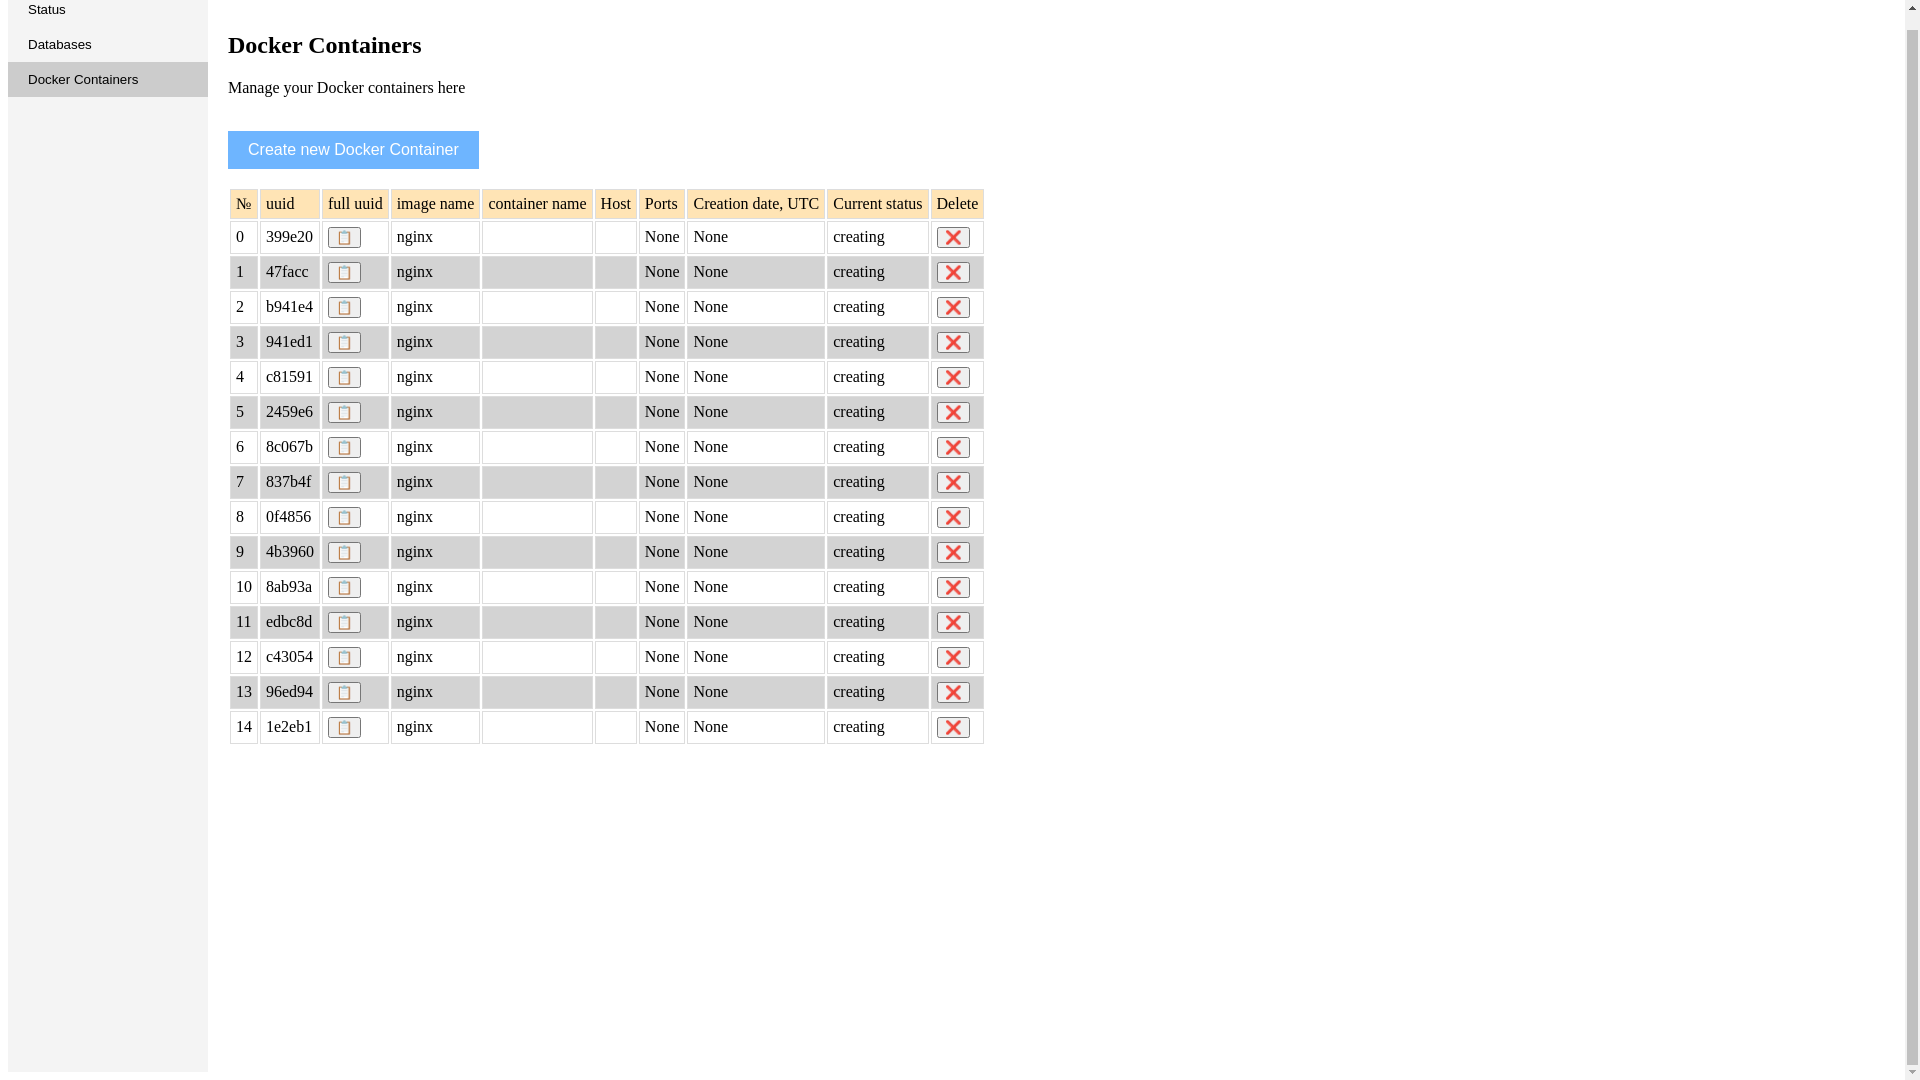 Status
Databases
Docker Containers
Docker Containers
Manage your Docker containers here
Create new Docker Container
№ uuid full uuid image name container name Host Ports Creation date, UTC Current status Delete
0 399e20 nginx None None creating
1 47facc nginx None None creating
2 b941e4 nginx None None creating
3 941ed1 nginx None None creating
4 c81591 nginx None None creating
5 2459e6 nginx None None creating
6 8c067b nginx None None creating
7 837b4f nginx None None creating
8 0f4856 nginx None None creating
9 4b3960 nginx None None creating
10 8ab93a nginx None None creating
11 edbc8d nginx None None creating
12 c43054 nginx None None creating
13 96ed94 nginx None None creating
14 1e2eb1 nginx None None creating